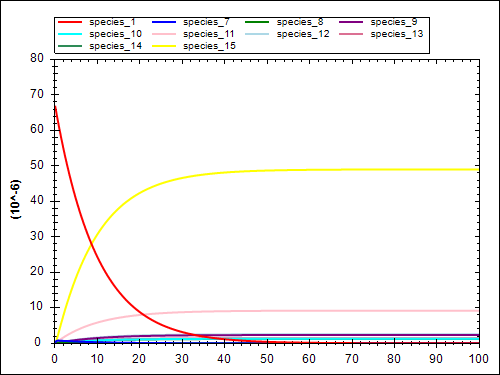 species_1 species_7 species_8 species_9
species_10 species_11 species_12 species_13
species_14 species_15
80
70
60
50
40
30
20
10
0
(10^-6)
0 10 20 30 40 50 60 70 80 90 100